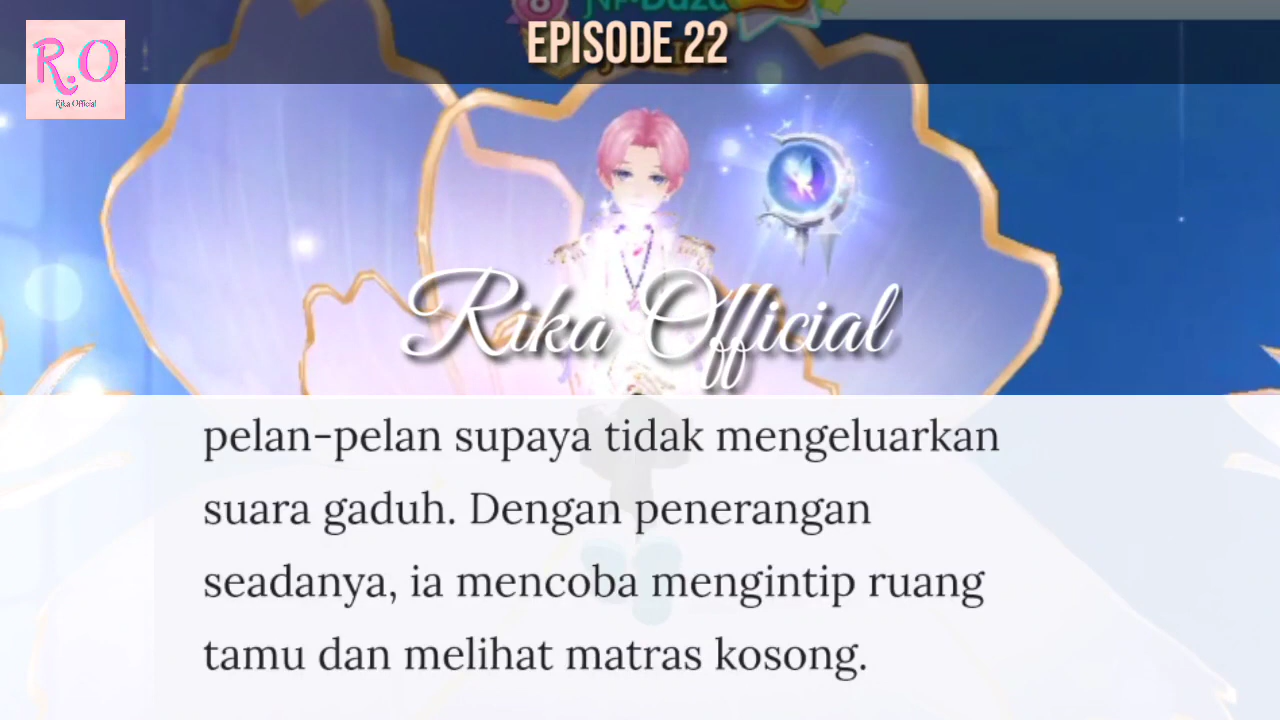 EPISODE 22
R.O
Rika Official
Rika Official
pelan-pelan supaya tidak mengeluarkan
suara gaduh. Dengan penerangan
seadanya, ia mencoba mengintip ruang
tamu dan melihat matras kosong.